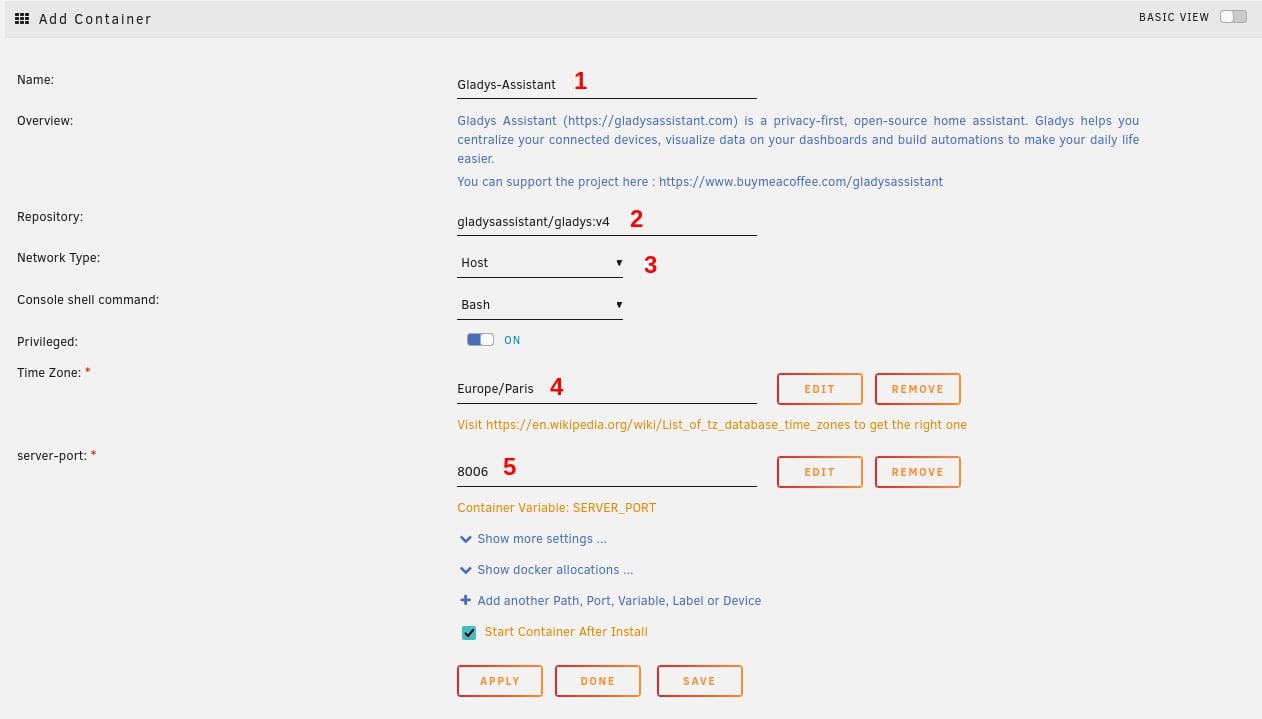 Add Container
BASIC VIEW
Name:
Gladys-Assistant 1
Overview:
Gladys Assistant (https://gladysassistant.com) is a privacy-first, open-source home assistant. Gladys helps you
centralize your connected devices, visualize data on your dashboards and build automations to make your daily life
easier.
You can support the project here : https://www.buymeacoffee.com/gladysassistant
Repository:
gladysassistant/gladys:v4 2
Network Type:
Host ▼ 3
Console shell command:
Bash ▼
Privileged:
ON
Time Zone: *
Europe/Paris 4 EDIT REMOVE
Visit https://en.wikipedia.org/wiki/List_of_tz_database_time_zones to get the right one
server-port: *
8006 5 EDIT REMOVE
Container Variable: SERVER_PORT
Show more settings ...
Show docker allocations ...
Add another Path, Port, Variable, Label or Device
Start Container After Install
APPLY DONE SAVE